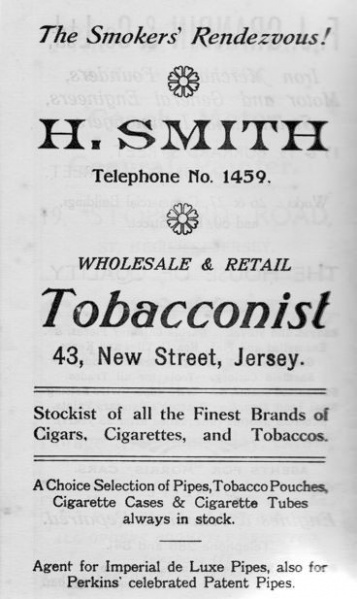 The Smokers' Rendezvous!
H. SMITH
Telephone No. 1459.
WHOLESALE & RETAIL
Tobacconist
43, New Street, Jersey.
Stockist of all the Finest Brands of
Cigars, Cigarettes, and Tobaccos.
A Choice Selection of Pipes, Tobacco Pouches,
Cigarette Cases & Cigarette Tubes
always in stock.
Agent for Imperial de Luxe Pipes, also for
Perkins' celebrated Patent Pipes.